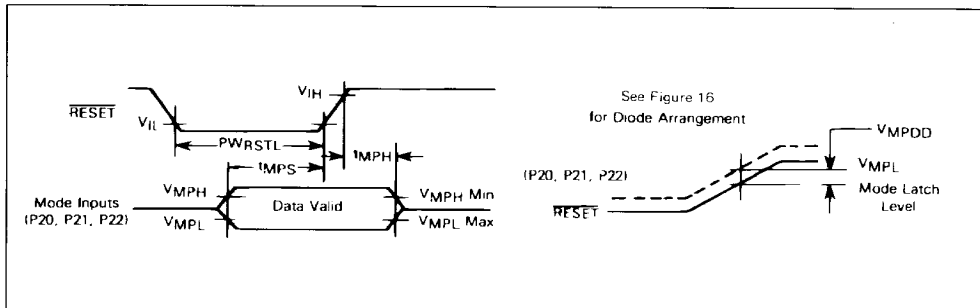 RESET
VIL
VIH
PWRSTL
tMPS
tMPH
Mode Inputs
(P20, P21, P22)
VMPH
VMPL
Data Valid
VMPH Min
VMPL Max
See Figure 16
for Diode Arrangement
(P20, P21, P22)
RESET
VMPDD
VMPL
Mode Latch
Level